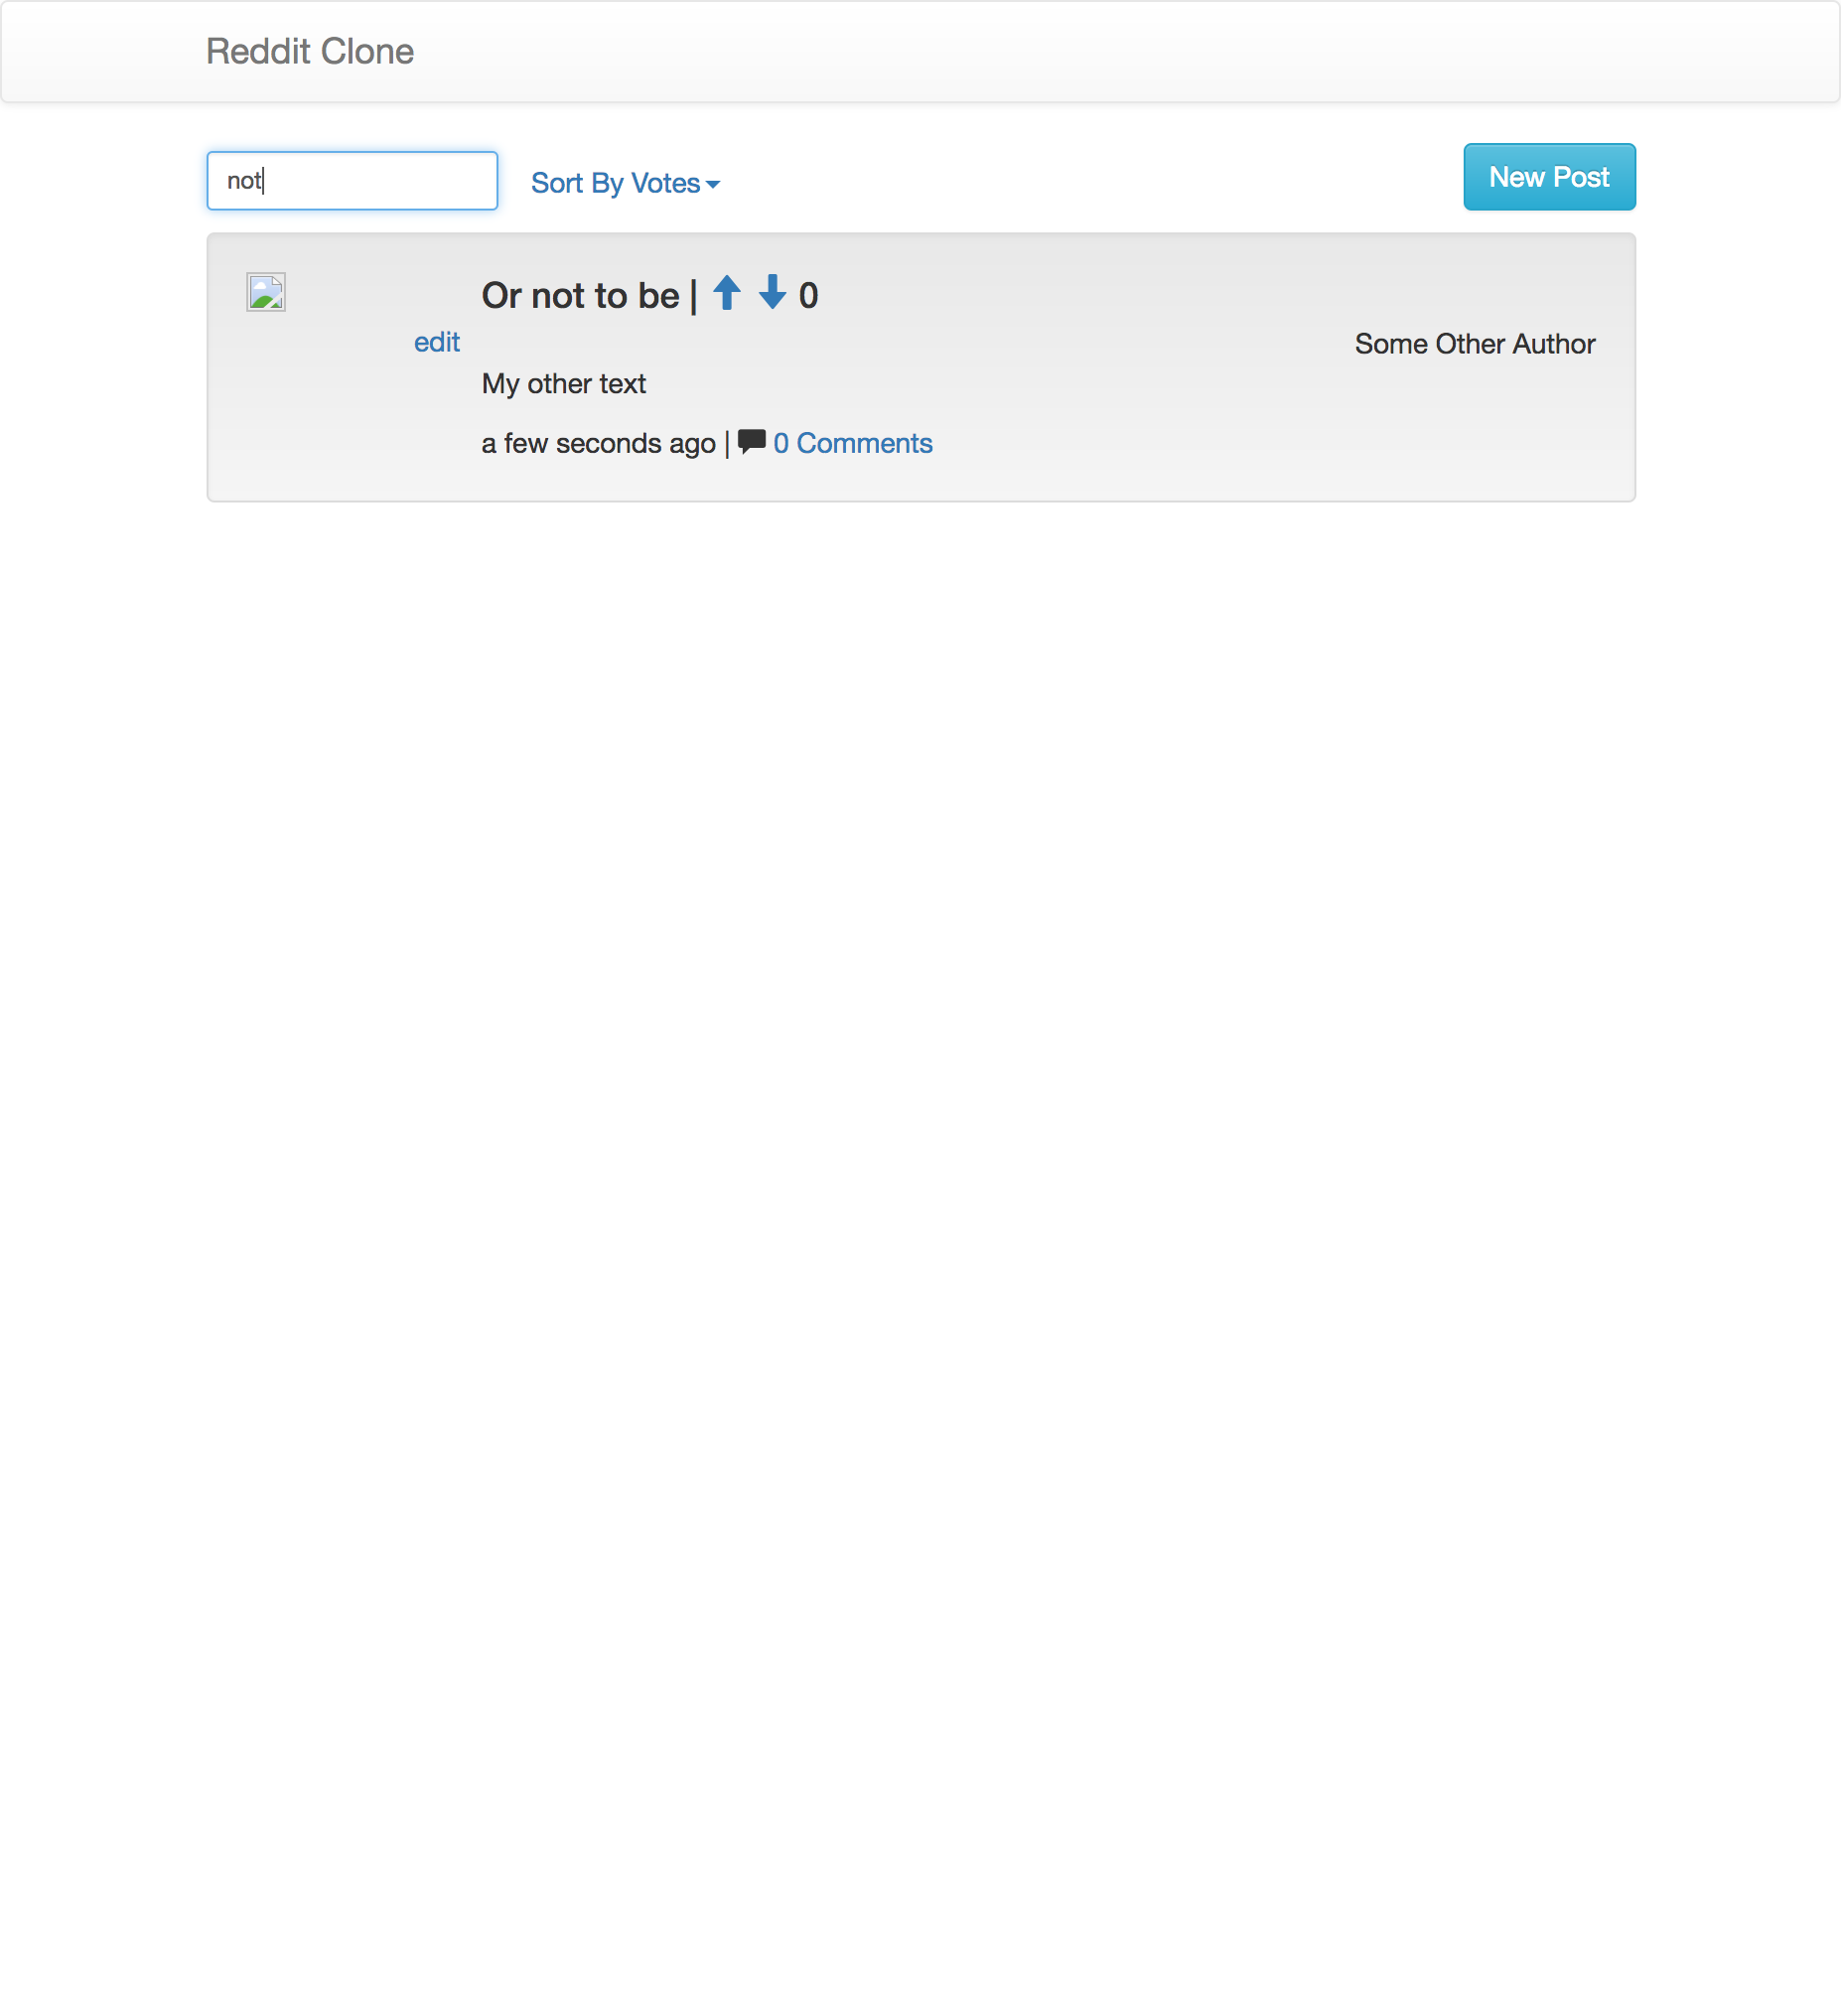 Reddit Clone
not
Sort By Votes
New Post
Or not to be | 0
edit
Some Other Author
My other text
a few seconds ago | 0 Comments